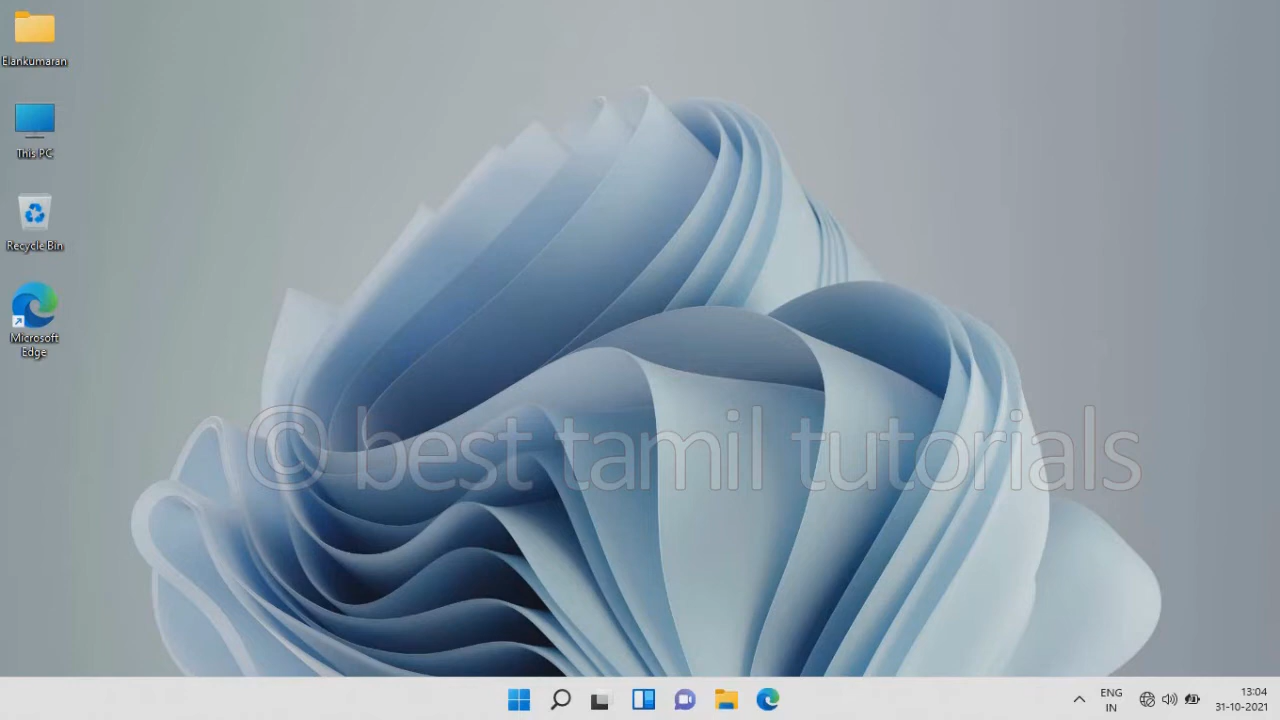 Elankumaran
This PC
Recycle Bin
Microsoft
Edge
© best tamil tutorials
ENG
IN
13:04
31-10-2021